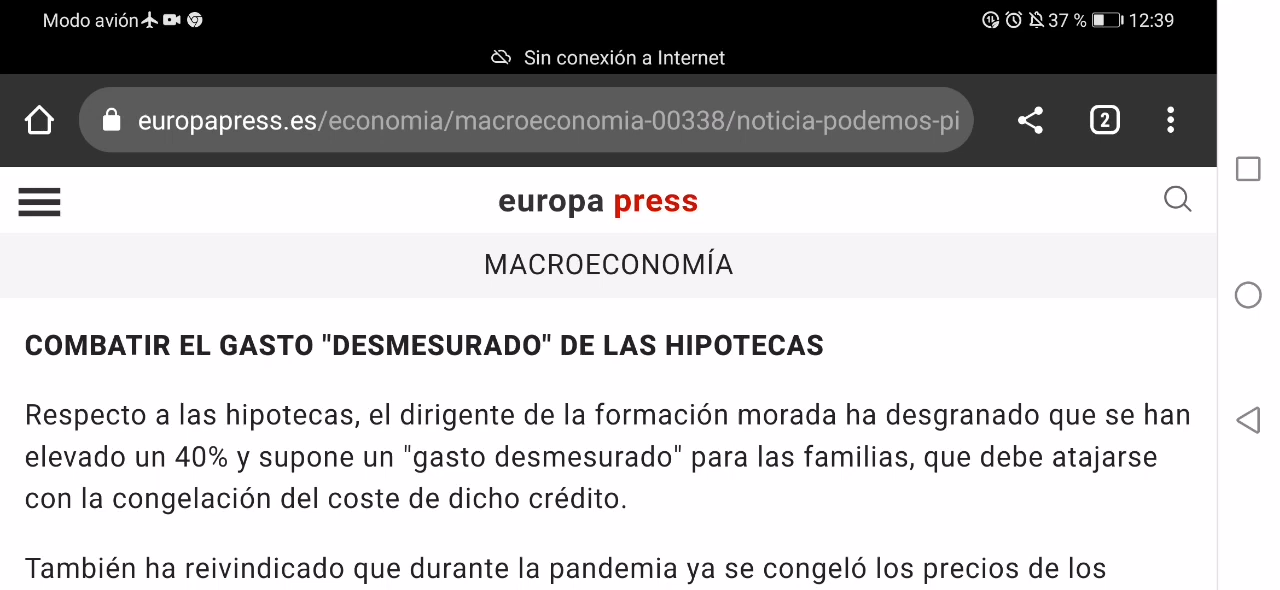 Modo avión 37 % 12:39
Sin conexión a Internet
europapress.es/economia/macroeconomia-00338/noticia-podemos-pi
2
europa press
MACROECONOMÍA
COMBATIR EL GASTO "DESMESURADO" DE LAS HIPOTECAS
Respecto a las hipotecas, el dirigente de la formación morada ha desgranado que se han
elevado un 40% y supone un "gasto desmesurado" para las familias, que debe atajarse
con la congelación del coste de dicho crédito.
También ha reivindicado que durante la pandemia ya se congeló los precios de los